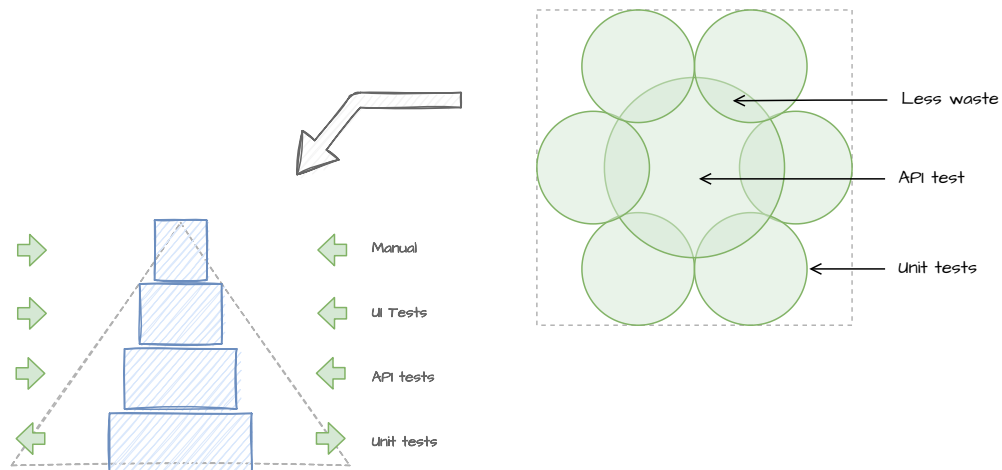 Less waste
API test
Unit tests
Manual
UI Tests
API tests
Unit tests